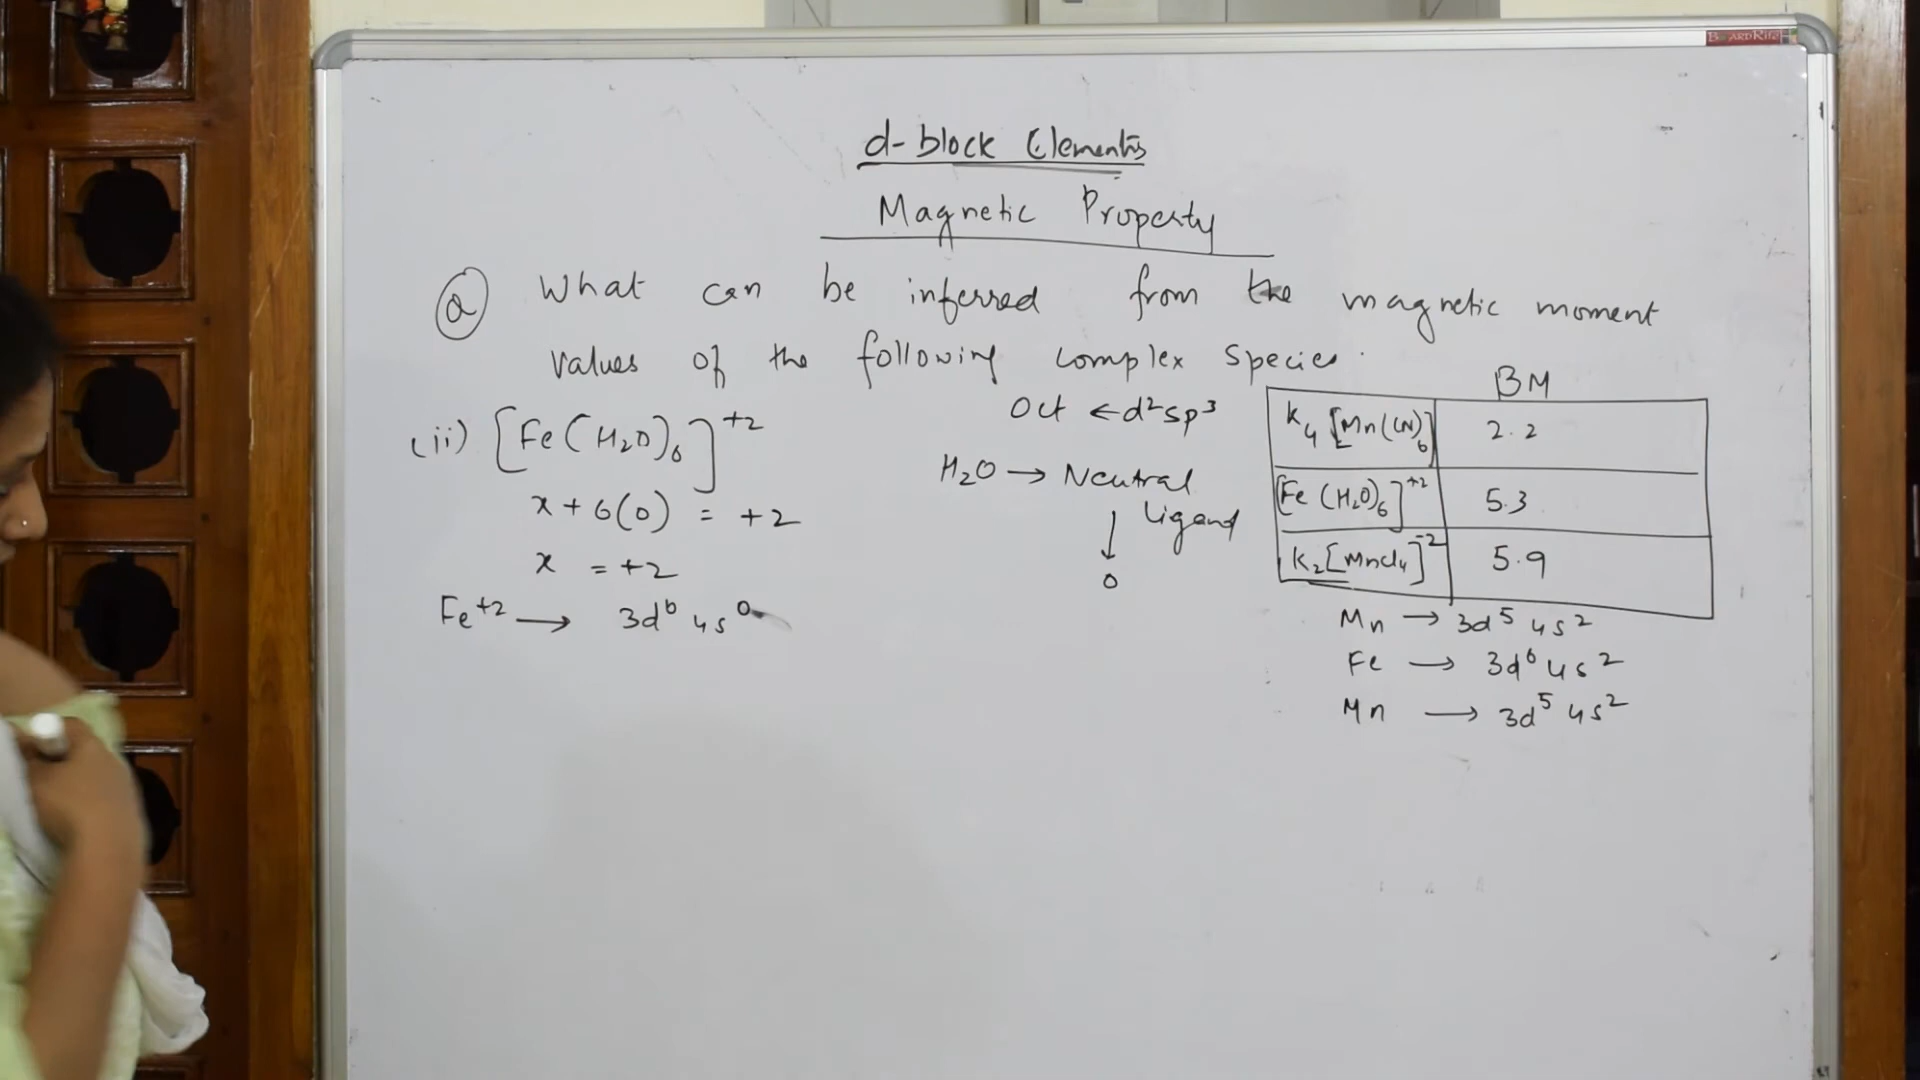 d-block Elements
Magnetic Property
Q What can be inferred from the magnetic moment
values of the following complex species.
(ii) [Fe(H₂O)₆]⁺²
x + 6(0) = +2
x = +2
Fe⁺² → 3d⁶ 4s⁰
Oct ← d²sp³
H₂O → Neutral
↓ ligand
0
BM
K₄[Mn(CN)₆] 2.2
[Fe(H₂O)₆]⁺² 5.3
K₂[MnCl₄]⁻² 5.9
Mn → 3d⁵ 4s²
Fe → 3d⁶ 4s²
Mn → 3d⁵ 4s²